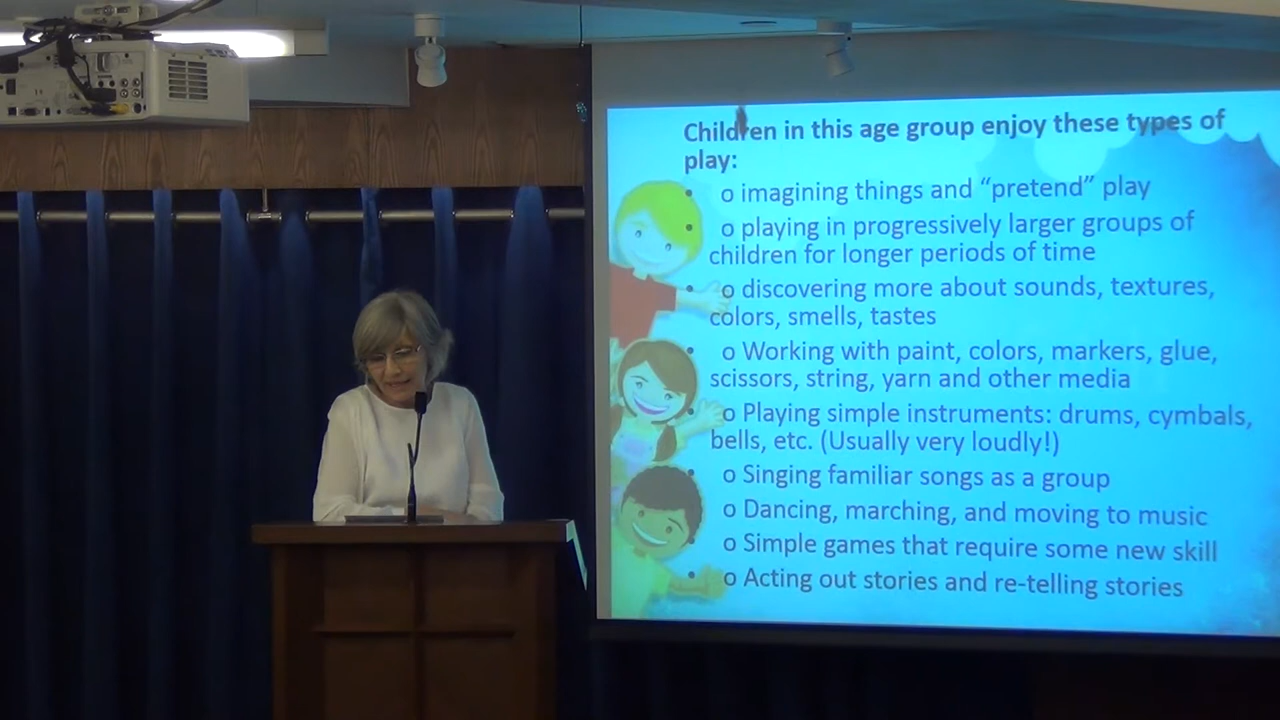 Children in this age group enjoy these types of
play:
• o imagining things and “pretend” play
• o playing in progressively larger groups of
children for longer periods of time
• o discovering more about sounds, textures,
colors, smells, tastes
• o Working with paint, colors, markers, glue,
scissors, string, yarn and other media
• o Playing simple instruments: drums, cymbals,
bells, etc. (Usually very loudly!)
• o Singing familiar songs as a group
o Dancing, marching, and moving to music
o Simple games that require some new skill
• o Acting out stories and re-telling stories